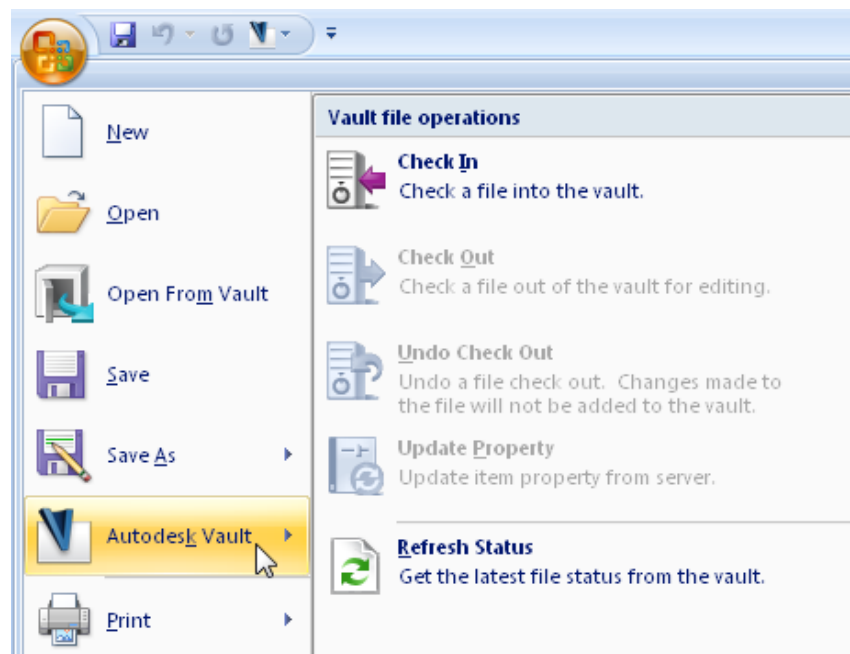 New
Open
Open From Vault
Save
Save As
Autodesk Vault
Print
Vault file operations
Check In
Check a file into the vault.
Check Out
Check a file out of the vault for editing.
Undo Check Out
Undo a file check out. Changes made to
the file will not be added to the vault.
Update Property
Update item property from server.
Refresh Status
Get the latest file status from the vault.